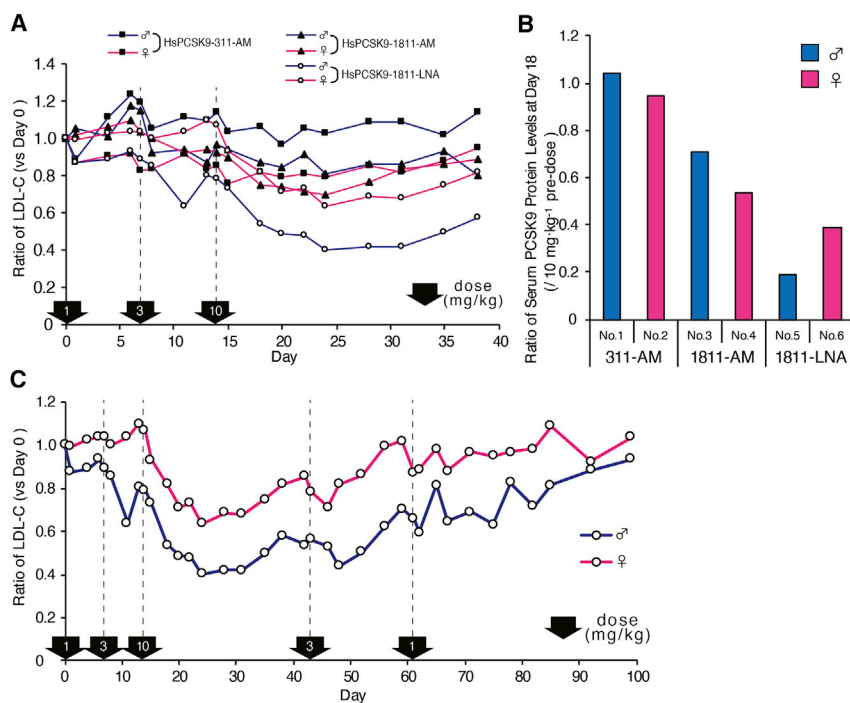 A
♂
♀
HsPCSK9-311-AM
♂
♀
HsPCSK9-1811-AM
♂
♀
HsPCSK9-1811-LNA
Ratio of LDL-C (vs Day 0 )
1.4
1.2
1.0
0.8
0.6
0.4
0.2
0
1
3
10
dose
(mg/kg)
0
5
10
15
20
25
30
35
40
Day
B
Ratio of Serum PCSK9 Protein Levels at Day 18
(/ 10 mg·kg-1 pre-dose)
♂
♀
1.2
1.0
0.8
0.6
0.4
0.2
0
No.1
No.2
No.3
No.4
No.5
No.6
311-AM
1811-AM
1811-LNA
C
Ratio of LDL-C (vs Day 0 )
1.2
1.0
0.8
0.6
0.4
0.2
0
♂
♀
1
3
10
3
1
dose
(mg/kg)
0
10
20
30
40
50
60
70
80
90
100
Day